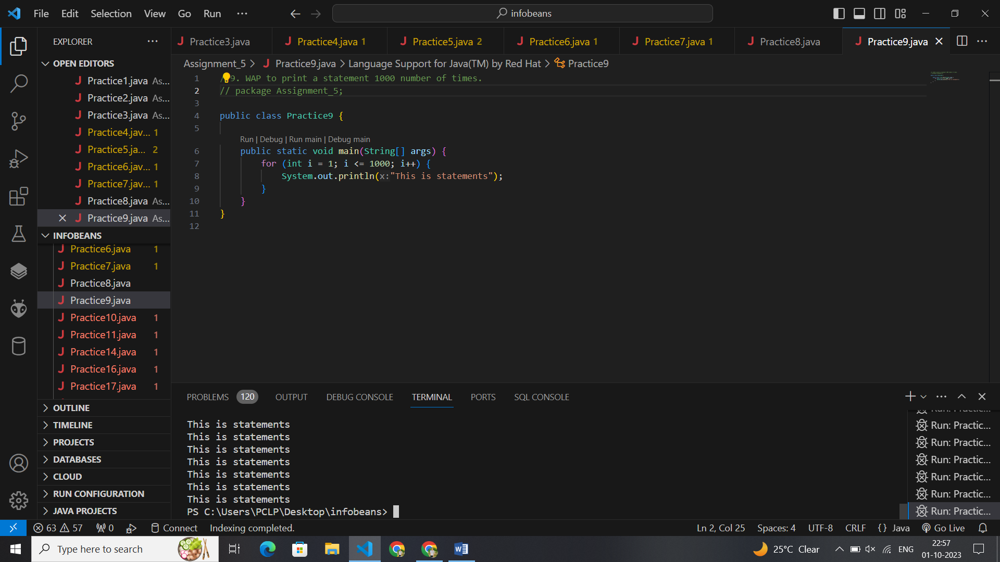 File Edit Selection View Go Run ··· infobeans
EXPLORER ···
OPEN EDITORS
Practice1.java As...
Practice2.java As...
Practice3.java As...
Practice4.jav... 1
Practice5.ja... 2
Practice6.jav... 1
Practice7.jav... 1
Practice8.java As...
Practice9.java As...
INFOBEANS
Practice6.java 1
Practice7.java 1
Practice8.java
Practice9.java
Practice10.java 1
Practice11.java 1
Practice14.java 1
Practice16.java 1
Practice17.java 1
OUTLINE
TIMELINE
PROJECTS
DATABASES
CLOUD
RUN CONFIGURATION
JAVA PROJECTS
Practice3.java Practice4.java 1 Practice5.java 2 Practice6.java 1 Practice7.java 1 Practice8.java Practice9.java
Assignment_5 > Practice9.java > Language Support for Java(TM) by Red Hat > Practice9
1 / 9. WAP to print a statement 1000 number of times.
2 // package Assignment_5;
3
4 public class Practice9 {
5
Run | Debug | Run main | Debug main
6 public static void main(String[] args) {
7 for (int i = 1; i <= 1000; i++) {
8 System.out.println(x:"This is statements");
9 }
10 }
11 }
12
PROBLEMS 120 OUTPUT DEBUG CONSOLE TERMINAL PORTS SQL CONSOLE
This is statements
This is statements
This is statements
This is statements
This is statements
This is statements
This is statements
PS C:\Users\PCLP\Desktop\infobeans>
Run: Practic...
Run: Practic...
Run: Practic...
Run: Practic...
Run: Practic...
Run: Practic...
63 57 0 Connect Indexing completed. Ln 2, Col 25 Spaces: 4 UTF-8 CRLF {} Java Go Live
Type here to search 25°C Clear ENG 22:57
01-10-2023